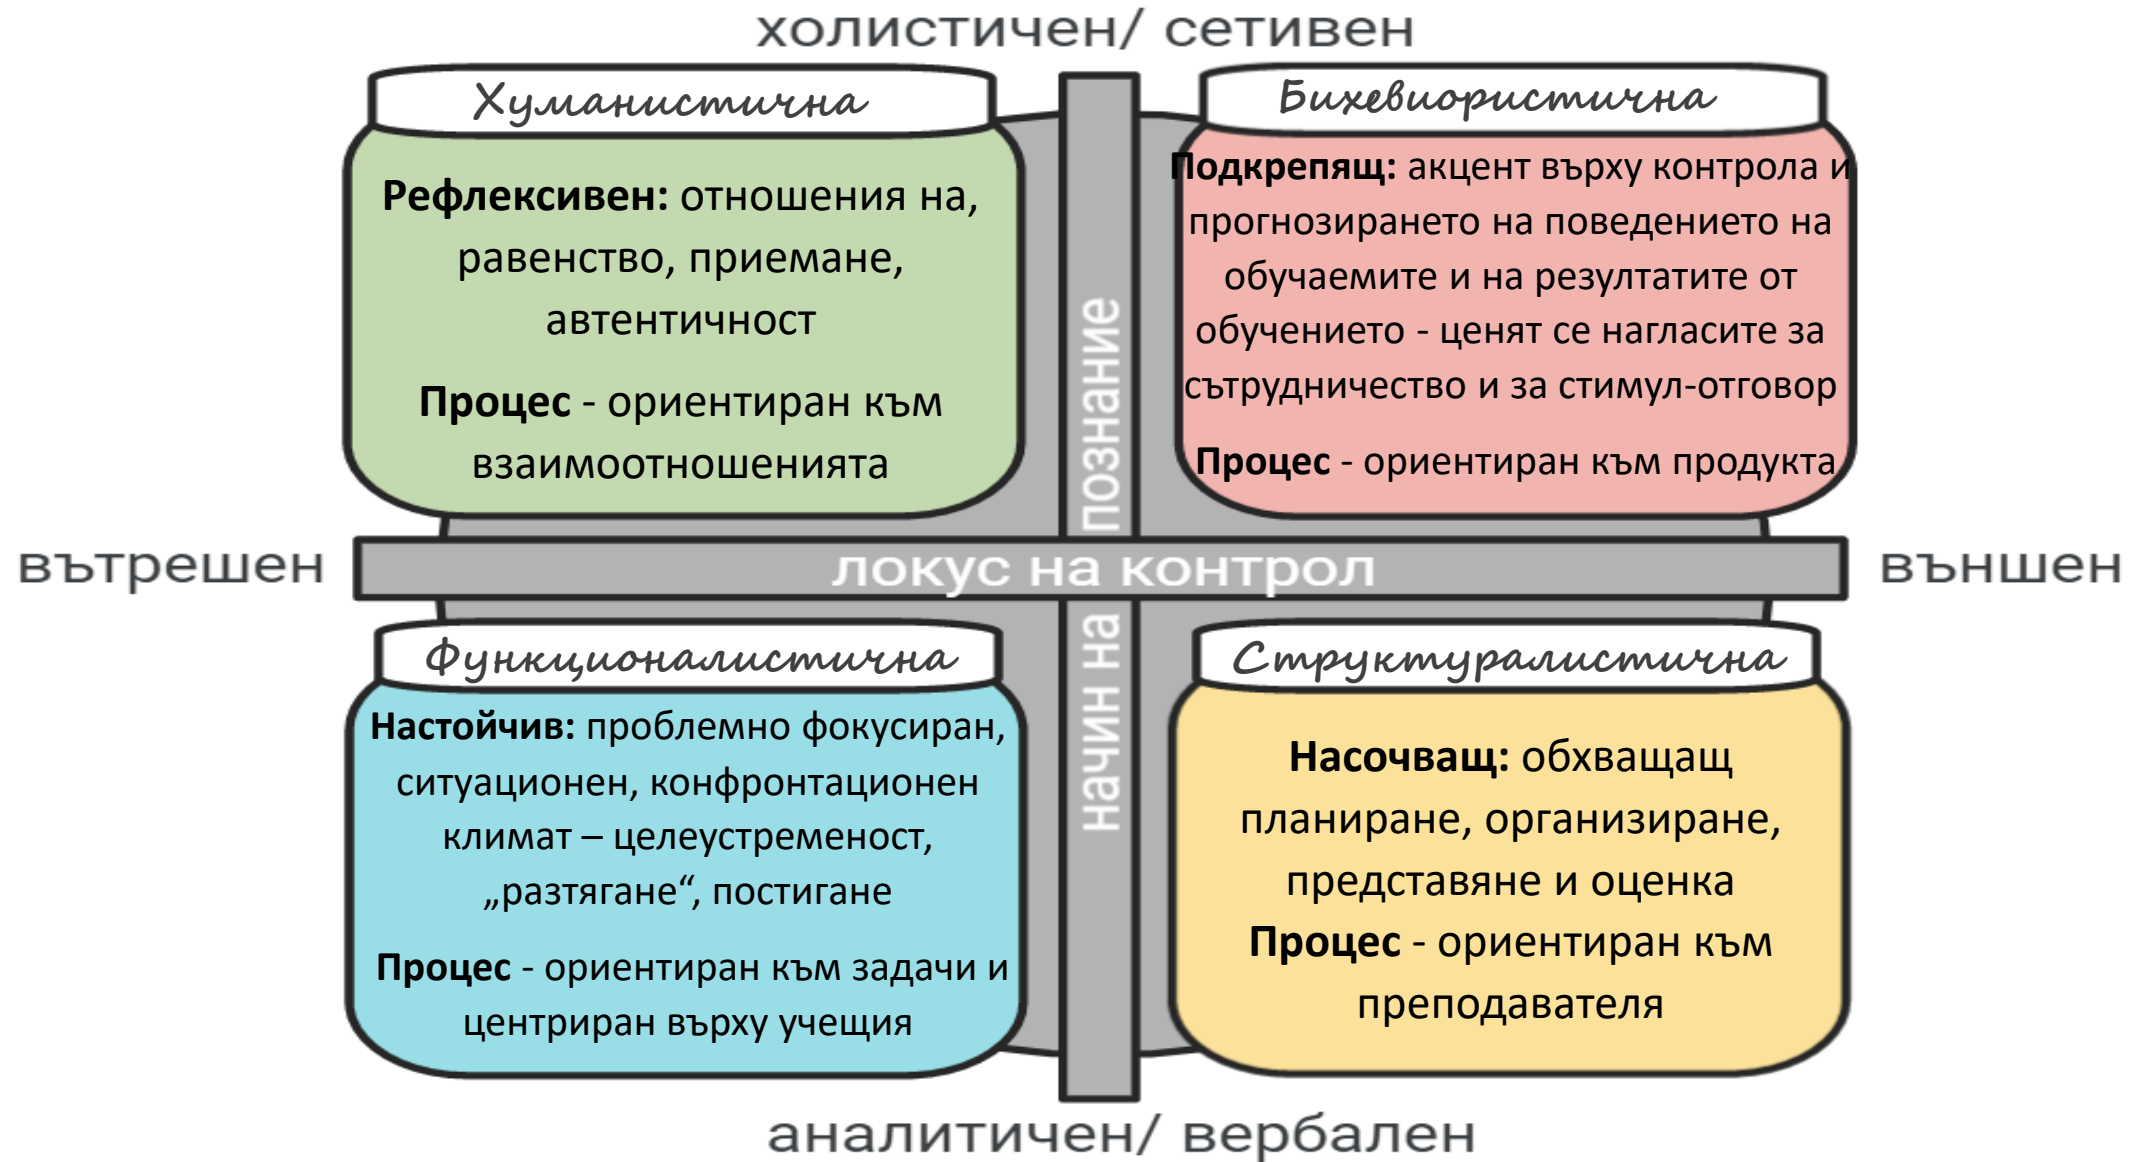 холистичен/ сетивен
Хуманистична
Рефлексивен: отношения на,
равенство, приемане,
автентичност
Процес - ориентиран към
взаимоотношенията
Бихевиористична
Подкрепящ: акцент върху контрола и
прогнозирането на поведението на
обучаемите и на резултатите от
обучението - ценят се нагласите за
сътрудничество и за стимул-отговор
Процес - ориентиран към продукта
вътрешен
локус на контрол
външен
начин на познание
Функционалистична
Настойчив: проблемно фокусиран,
ситуационен, конфронтационен
климат – целеустременост,
„разтягане“, постигане
Процес - ориентиран към задачи и
центриран върху учещия
Структуралистична
Насочващ: обхващащ
планиране, организиране,
представяне и оценка
Процес - ориентиран към
преподавателя
аналитичен/ вербален